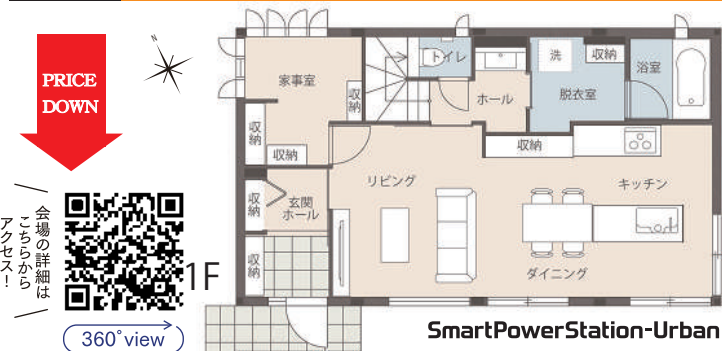 PRICE
DOWN
N
会場の詳細は
こちらから
アクセス！
360°view
1F
家事室
収納
収納
収納
トイレ
ホール
洗
収納
脱衣室
浴室
収納
リビング
キッチン
収納
玄関
ホール
収納
ダイニング
SmartPowerStation-Urban